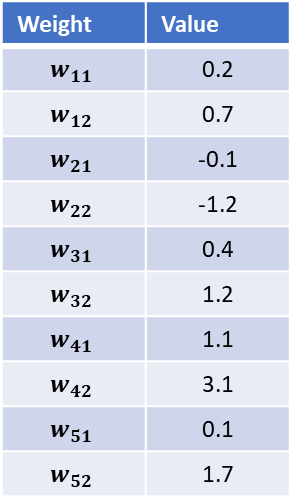 Weight Value
w₁₁ 0.2
w₁₂ 0.7
w₂₁ -0.1
w₂₂ -1.2
w₃₁ 0.4
w₃₂ 1.2
w₄₁ 1.1
w₄₂ 3.1
w₅₁ 0.1
w₅₂ 1.7